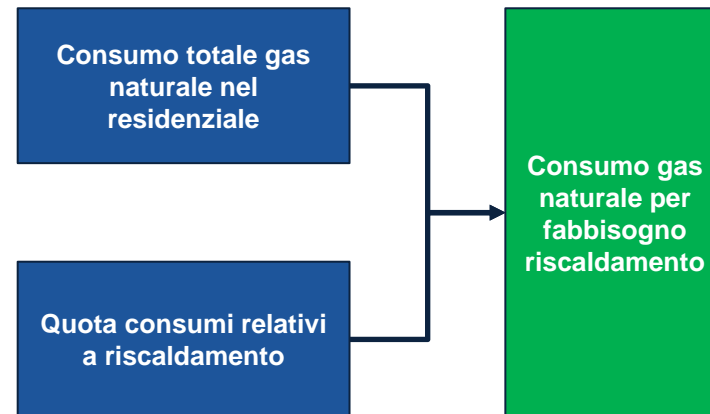 Consumo totale gas
naturale nel
residenziale
Quota consumi relativi
a riscaldamento
Consumo gas
naturale per
fabbisogno
riscaldamento